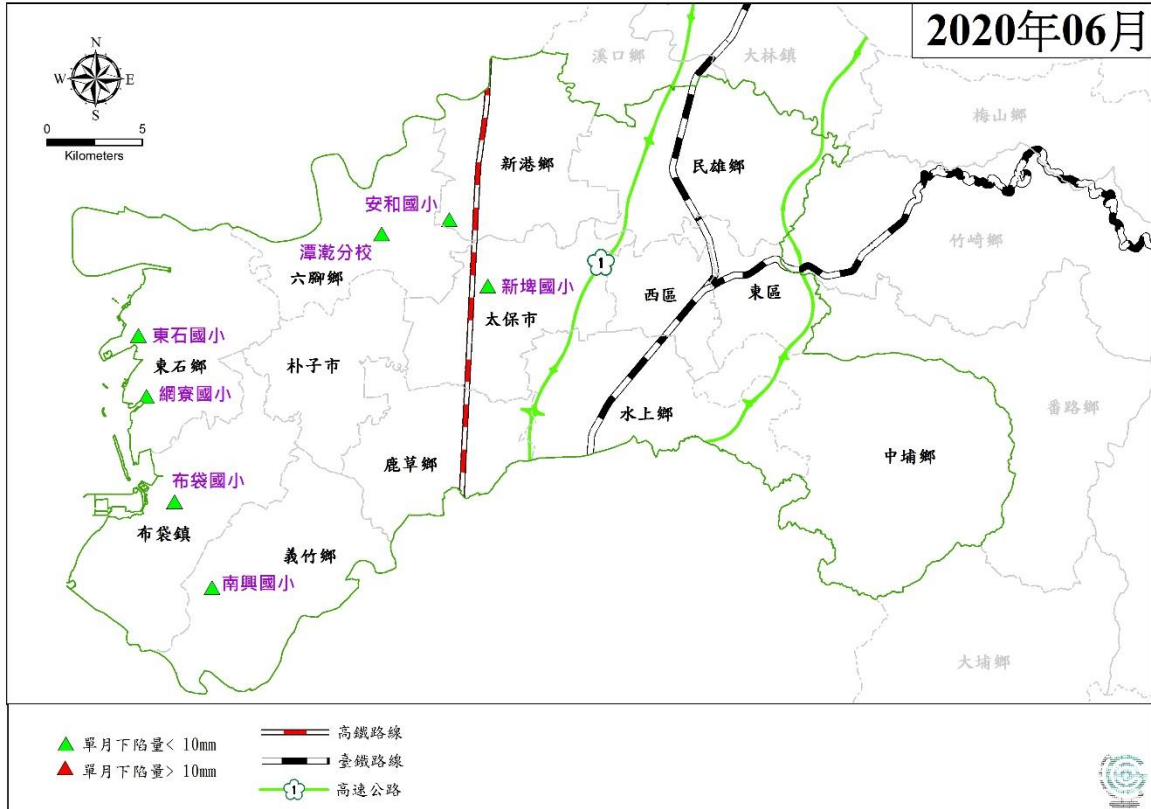 2020年06月
N
W
E
S
0
5
Kilometers
溪口鄉
大林鎮
梅山鄉
新港鄉
民雄鄉
安和國小
潭漧分校
竹崎鄉
六腳鄉
新埤國小
太保市
1
西區
東區
東石國小
東石鄉
朴子市
網寮國小
水上鄉
番路鄉
鹿草鄉
中埔鄉
布袋國小
布袋鎮
義竹鄉
南興國小
大埔鄉
單月下陷量< 10mm
單月下陷量> 10mm
高鐵路線
臺鐵路線
1
高速公路